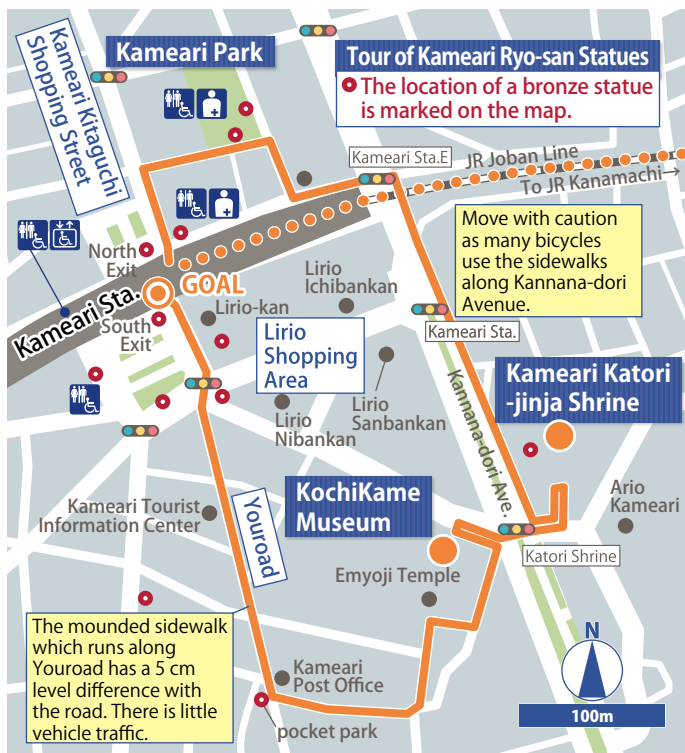 Kameari Kitaguchi
Shopping Street
Kameari Park
Tour of Kameari Ryo-san Statues
The location of a bronze statue
is marked on the map.
Kameari Sta.E
JR Joban Line
To JR Kanamachi→
Move with caution
as many bicycles
use the sidewalks
along Kannana-dori
Avenue.
North
Exit
GOAL
Kameari Sta.
South
Exit
Lirio-kan
Lirio
Ichibankan
Lirio
Shopping
Area
Kameari Sta.
Kannana-dori Ave.
Kameari Katori
-jinja Shrine
Lirio
Nibankan
Lirio
Sanbankan
Kameari Tourist
Information Center
Youroad
KochiKame
Museum
Ario
Kameari
Katori Shrine
Emyoji Temple
The mounded sidewalk
which runs along
Youroad has a 5 cm
level difference with
the road. There is little
vehicle traffic.
Kameari
Post Office
pocket park
N
100m